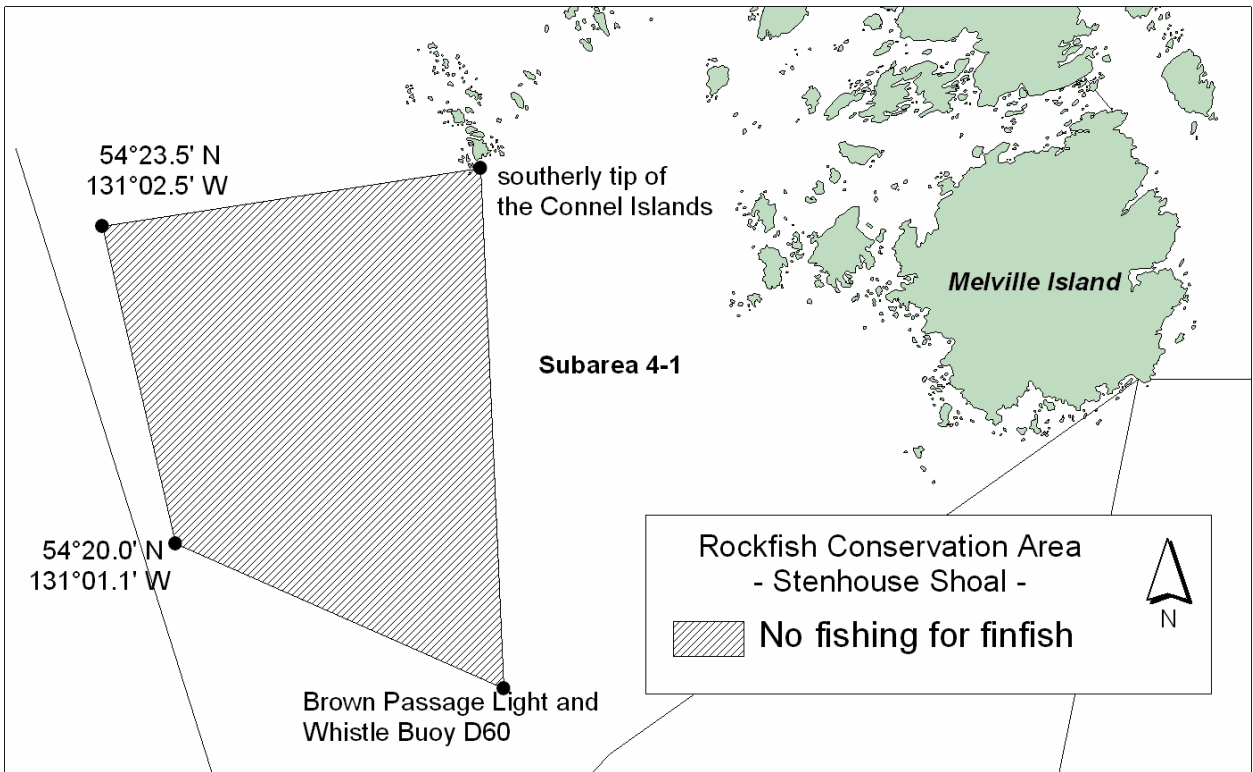 54°23.5' N
131°02.5' W
southerly tip of
the Connel Islands
Melville Island
Subarea 4-1
54°20.0' N
131°01.1' W
Rockfish Conservation Area
- Stenhouse Shoal -
No fishing for finfish
N
Brown Passage Light and
Whistle Buoy D60